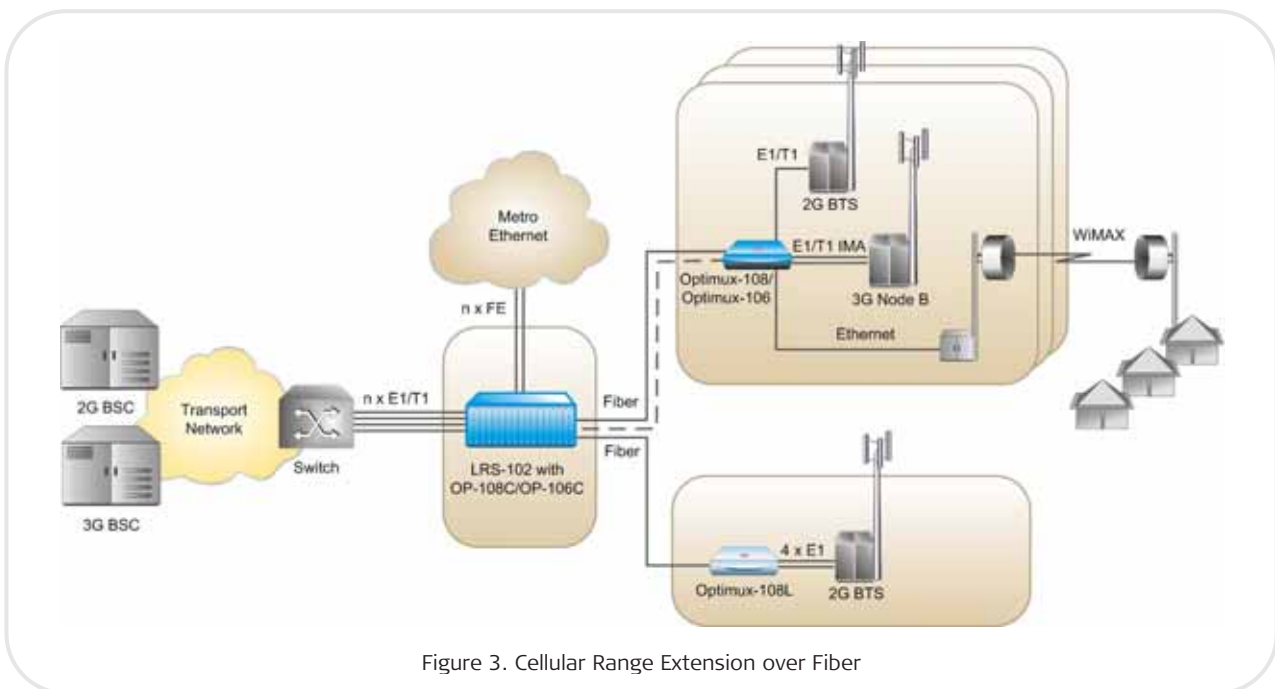 E1/T1
2G BTS
Metro
Ethernet
WiMAX
E1/T1 IMA
Optimux-108/
Optimux-106
3G Node B
n x FE
Ethernet
2G BSC
Transport
Network
n x E1/T1
Fiber
Switch
Fiber
LRS-102 with
OP-108C/OP-106C
3G BSC
4 x E1
Optimux-108L
2G BTS
Figure 3. Cellular Range Extension over Fiber